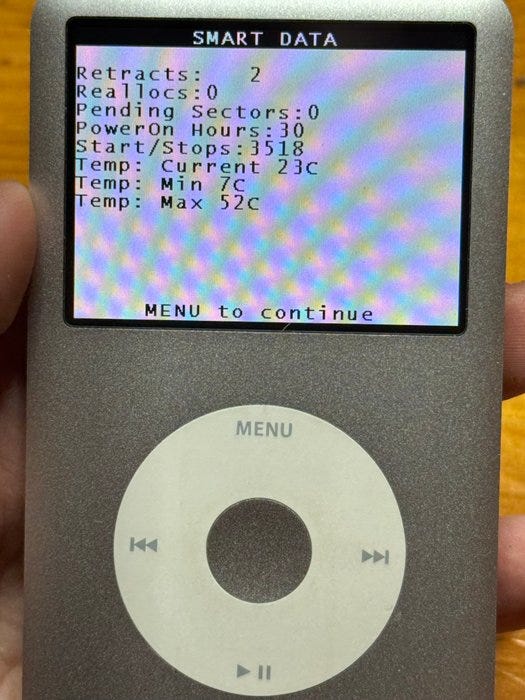 SMART DATA
Retracts: 2
Reallocs:0
Pending Sectors:0
PowerOn Hours:30
Start/Stops:3518
Temp: Current 23c
Temp: Min 7c
Temp: Max 52c
MENU to continue
MENU